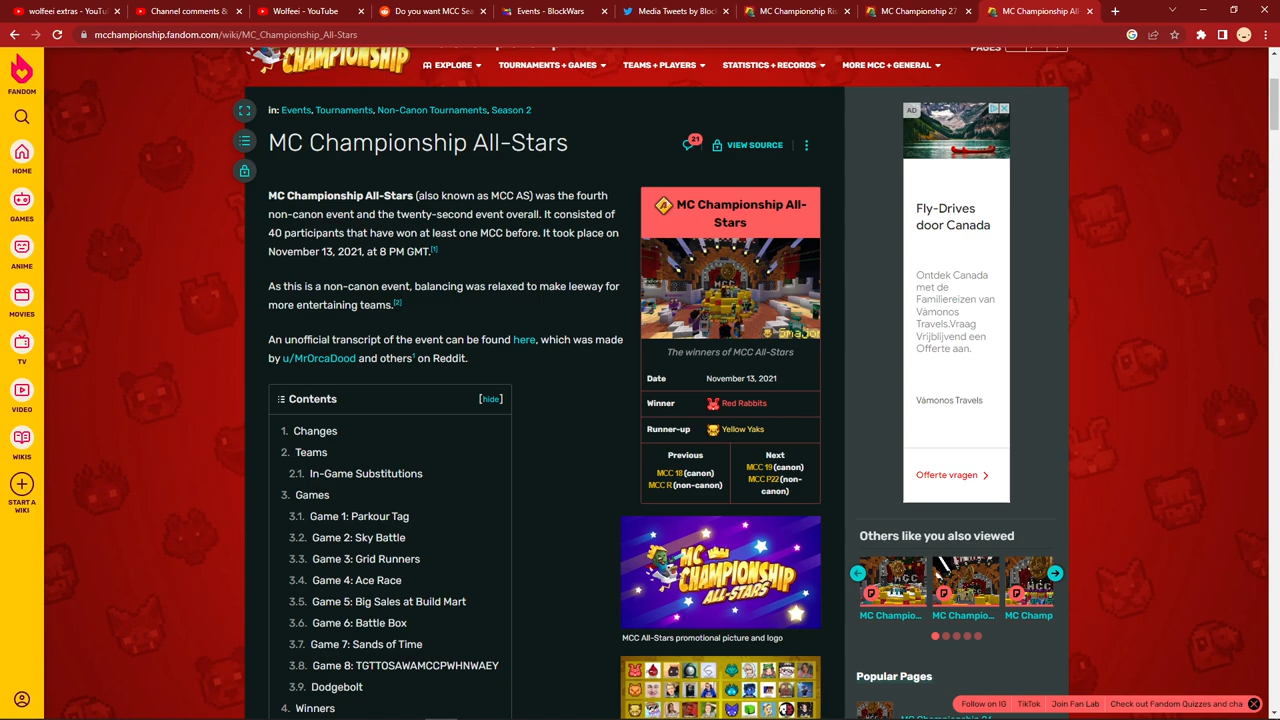 Wolfeei extras - YouTu
Channel comments &
Wolfeei - YouTube
Do you want MCC Sea
Events - BlockWars
Media Tweets by Bloc
MC Championship Ris
MC Championship 27
MC Championship Al
mcchampionship.fandom.com/wiki/MC_Championship_All-Stars
FANDOM
HOME
GAMES
ANIME
MOVIES
TV
VIDEO
WIKIS
START A
WIKI
CHAMPIONSHIP
PAGES
EXPLORE
TOURNAMENTS + GAMES
TEAMS + PLAYERS
STATISTICS + RECORDS
MORE MCC + GENERAL
in: Events, Tournaments, Non-Canon Tournaments, Season 2
MC Championship All-Stars
31
VIEW SOURCE
MC Championship All-Stars (also known as MCC AS) was the fourth
non-canon event and the twenty-second event overall. It consisted of
40 participants that have won at least one MCC before. It took place on
November 13, 2021, at 8 PM GMT.[1]
As this is a non-canon event, balancing was relaxed to make leeway for
more entertaining teams.[2]
An unofficial transcript of the event can be found here, which was made
by u/MrOrcaDood and others¹ on Reddit.
Contents
[hide]
1. Changes
2. Teams
2.1. In-Game Substitutions
3. Games
3.1. Game 1: Parkour Tag
3.2. Game 2: Sky Battle
3.3. Game 3: Grid Runners
3.4. Game 4: Ace Race
3.5. Game 5: Big Sales at Build Mart
3.6. Game 6: Battle Box
3.7. Game 7: Sands of Time
3.8. Game 8: TGTTOSAWAMCCPWHNWAEY
3.9. Dodgebolt
4. Winners
MC Championship All-
Stars
MCC
Smajor
The winners of MCC All-Stars
Date
November 13, 2021
Winner
Red Rabbits
Runner-up
Yellow Yaks
Previous
MCC 18 (canon)
MCC R (non-canon)
Next
MCC 19 (canon)
MCC P22 (non-
canon)
MC
CHAMPIONSHIP
ALL-STARS
MCC All-Stars promotional picture and logo
AD
Fly-Drives
door Canada
Ontdek Canada
met de
Familiereizen van
Vámonos
Travels.Vraag
Vrijblijvend een
Offerte aan.
Vámonos Travels
Offerte vragen
Others like you also viewed
MC Champio...
MC Champio...
MC Champ
Popular Pages
Follow on IG
TikTok
Join Fan Lab
Check out Fandom Quizzes and cha